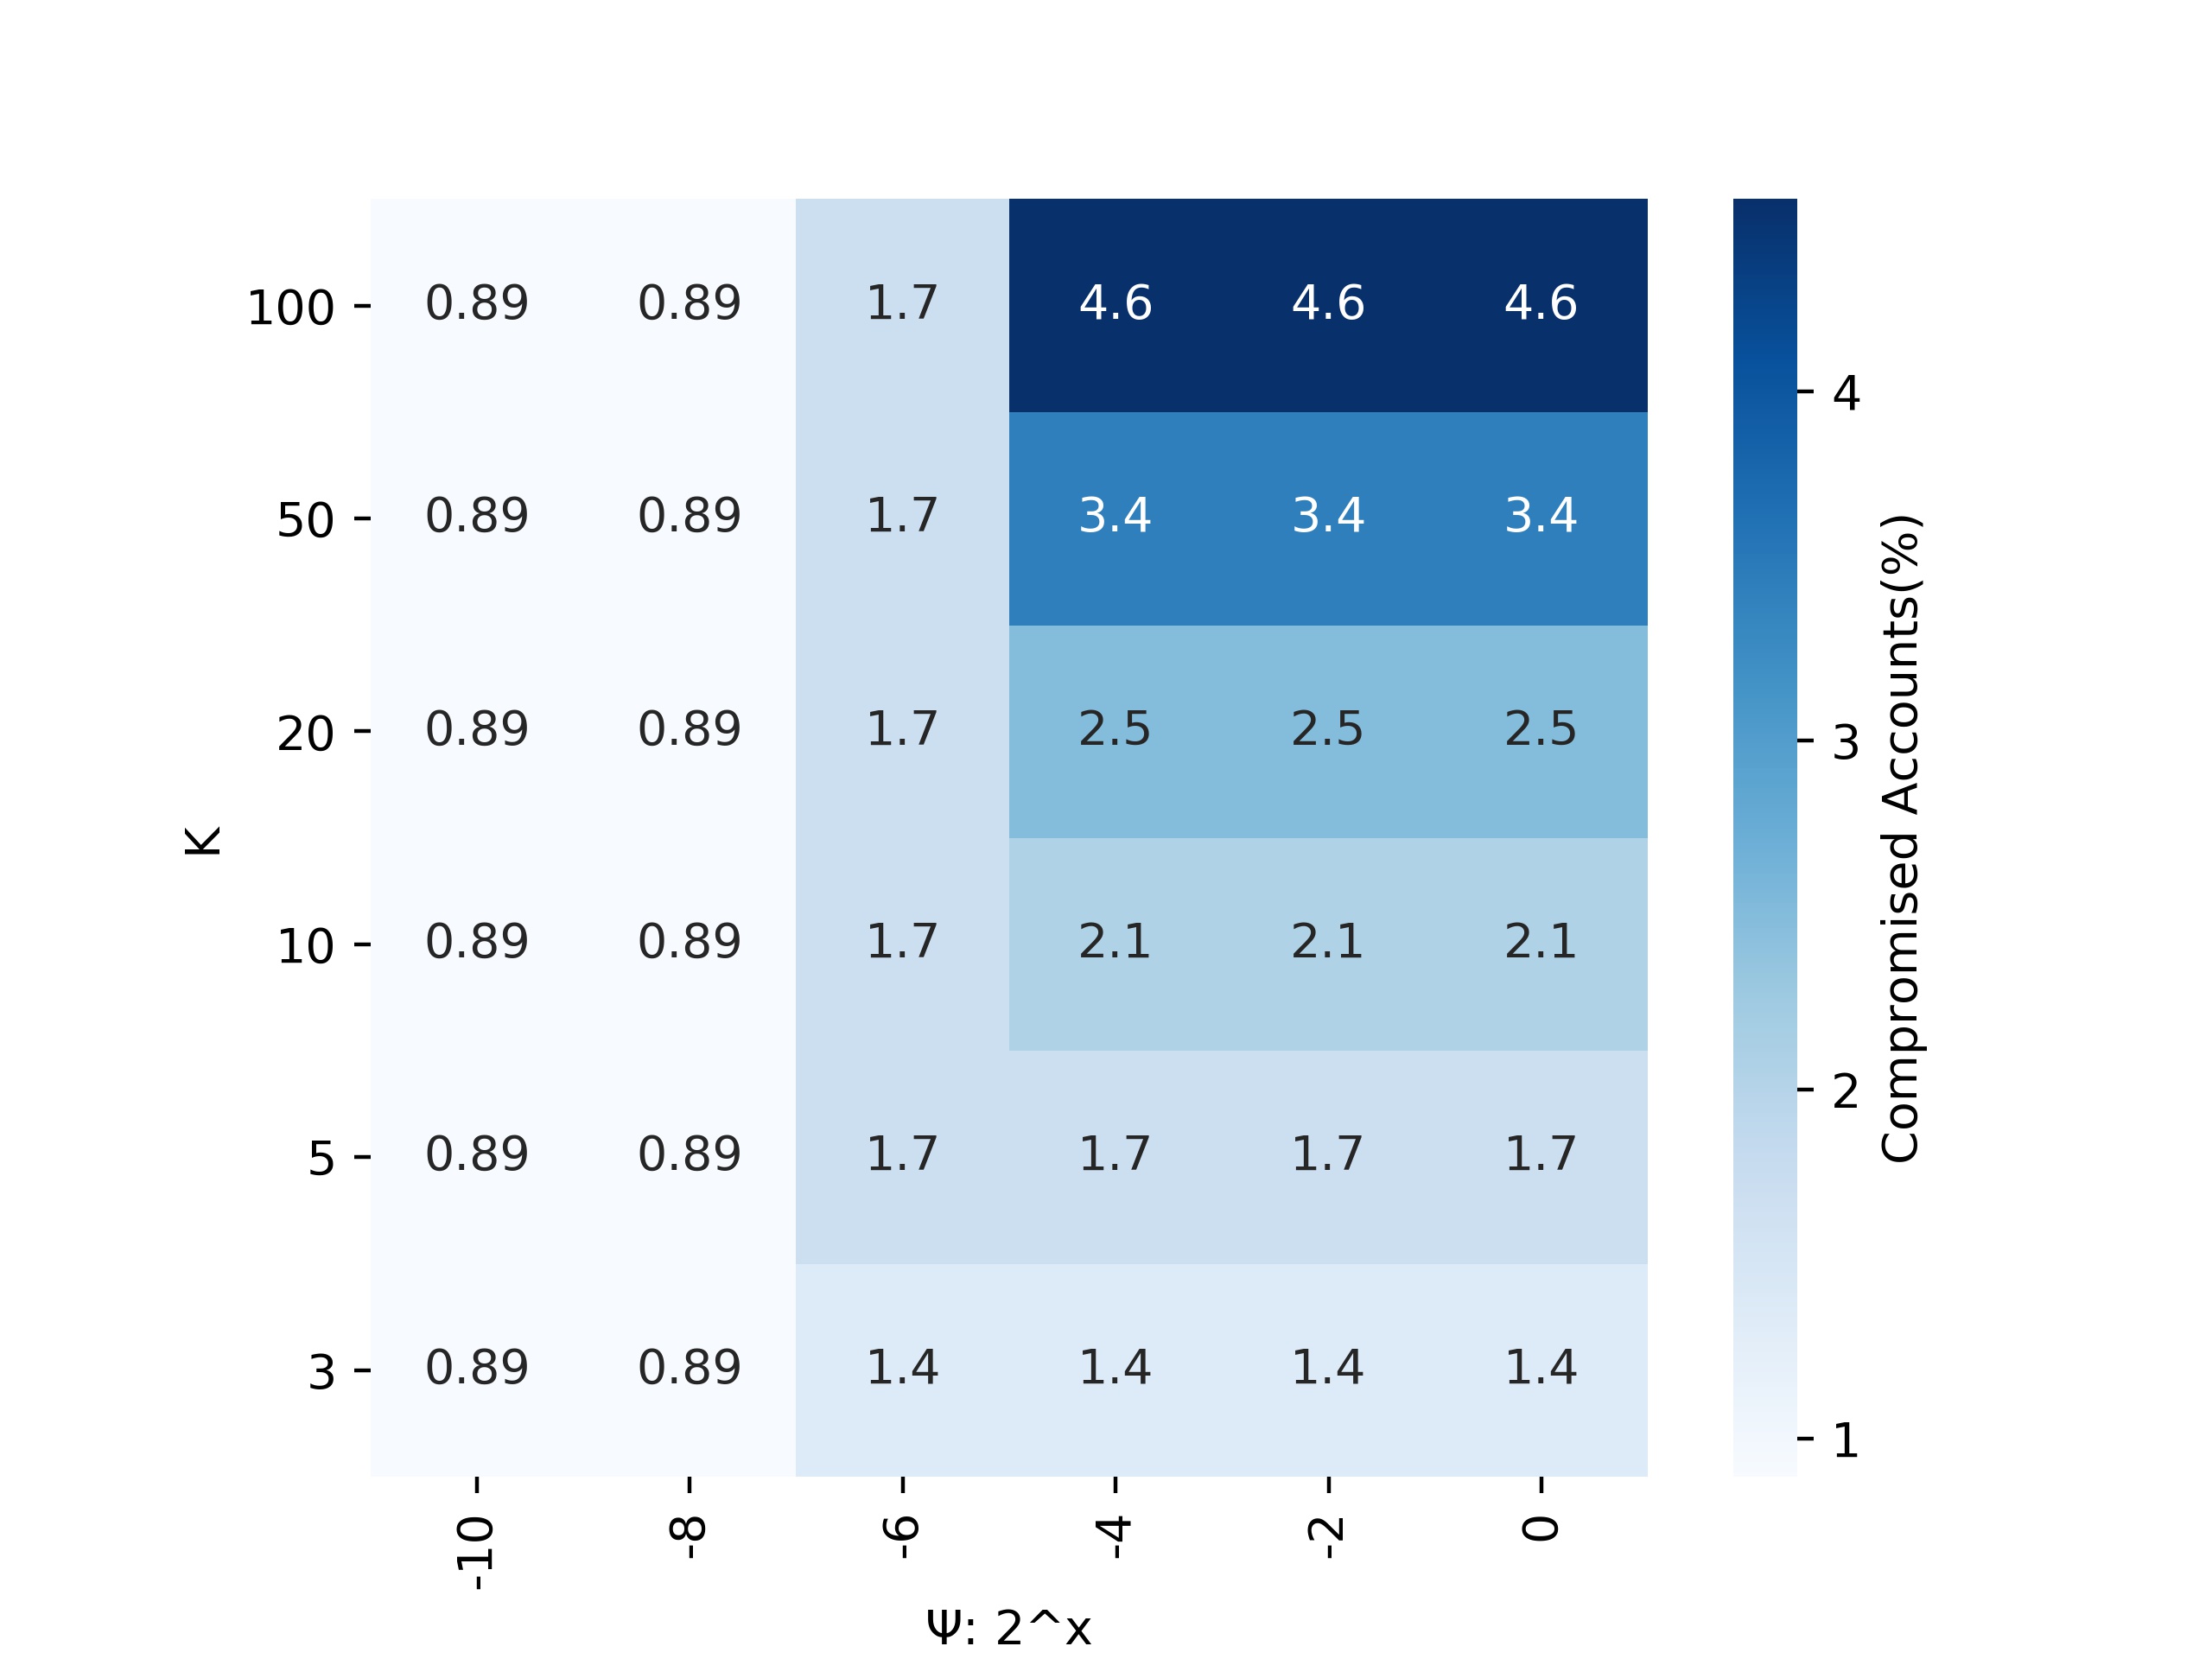 100 0.89 0.89 1.7 4.6 4.6 4.6
50 0.89 0.89 1.7 3.4 3.4 3.4
20 0.89 0.89 1.7 2.5 2.5 2.5
10 0.89 0.89 1.7 2.1 2.1 2.1
5 0.89 0.89 1.7 1.7 1.7 1.7
3 0.89 0.89 1.4 1.4 1.4 1.4
K
-10 -8 -6 -4 -2 0
Ψ: 2^x
4
3
2
1
Compromised Accounts(%)